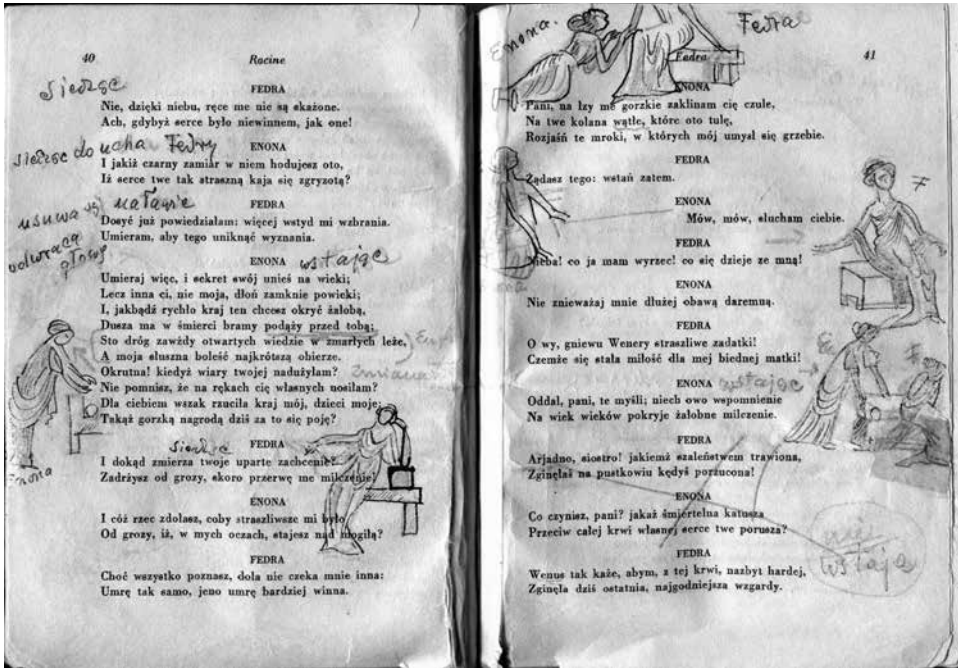 40
Racine
siedząc
FEDRA
Nie, dzięki niebu, ręce me nie są skażone.
Ach, gdybyż serce było niewinnem, jak one!
siedząc do ucha Fedry
ENONA
I jakiż czarny zamiar w niem hodujesz oto,
Iż serce twe tak straszną kaja się zgryzotą?
usuwa się
FEDRA
Dosyć już powiedziałam: więcej wstyd mi wzbrania.
Umieram, aby tego uniknąć wyznania.
odwraca głowę
ENONA wstając
Umieraj więc, i sekret swój unieś na wieki;
Lecz inna ci, nie moja, dłoń zamknie powieki;
I, jakbądź rychło kraj ten chcesz okryć żałobą,
Dusza ma w śmierci bramy podąży przed tobą;
Sto dróg zawżdy otwartych wiedzie w zmarłych leże,
A moja słuszna boleść najkrótszą obierze.
Okrutna! kiedyż wiary twojej nadużyłam?
zmiana
Nie pomnisz, że na rękach cię własnych nosiłam?
Dla ciebiem wszak rzuciła kraj mój, dzieci moje;
Takąż gorzką nagrodą dziś za to się poję?
siedząc
FEDRA
I dokąd zmierza twoje uparte zachcenie?
Zadrżysz od grozy, skoro przerwę me milczenie!
Enona
ENONA
I cóż rzec zdołasz, coby straszliwsze mi było
Od grozy, iż, w mych oczach, stajesz nad mogiłą?
FEDRA
Choć wszystko poznasz, dola nie czeka mnie inna:
Umrę tak samo, jeno umrę bardziej winna.
Enona.
Fedra
Fedra
41
ENONA
Pani, na łzy me gorzkie zaklinam cię czule,
Na twe kolana wątłe, które oto tulę,
Rozjaśń te mroki, w których mój umysł się grzebie.
FEDRA
Żądasz tego: wstań zatem.
F
ENONA
Mów, mów, słucham ciebie.
FEDRA
Nieba! co ja mam wyrzec! co się dzieje ze mną!
ENONA
Nie znieważaj mnie dłużej obawą daremną.
FEDRA
O wy, gniewu Wenery straszliwe zadatki!
Czemże się stała miłość dla mej biednej matki!
En
F
ENONA wstając
Oddal, pani, te myśli; niech owo wspomnienie
Na wiek wieków pokryje żałobne milczenie.
FEDRA
Arjadno, siostro! jakiemż szaleństwem trawiona,
Zginęłaś na pustkowiu kędyś porzucona!
ENONA
Co czynisz, pani? jakaż śmiertelna katusza
Przeciw całej krwi własnej serce twe porusza?
nie wstaje
FEDRA
Wenus tak każe, abym, z tej krwi, nazbyt hardej,
Zginęła dziś ostatnia, najgodniejsza wzgardy.